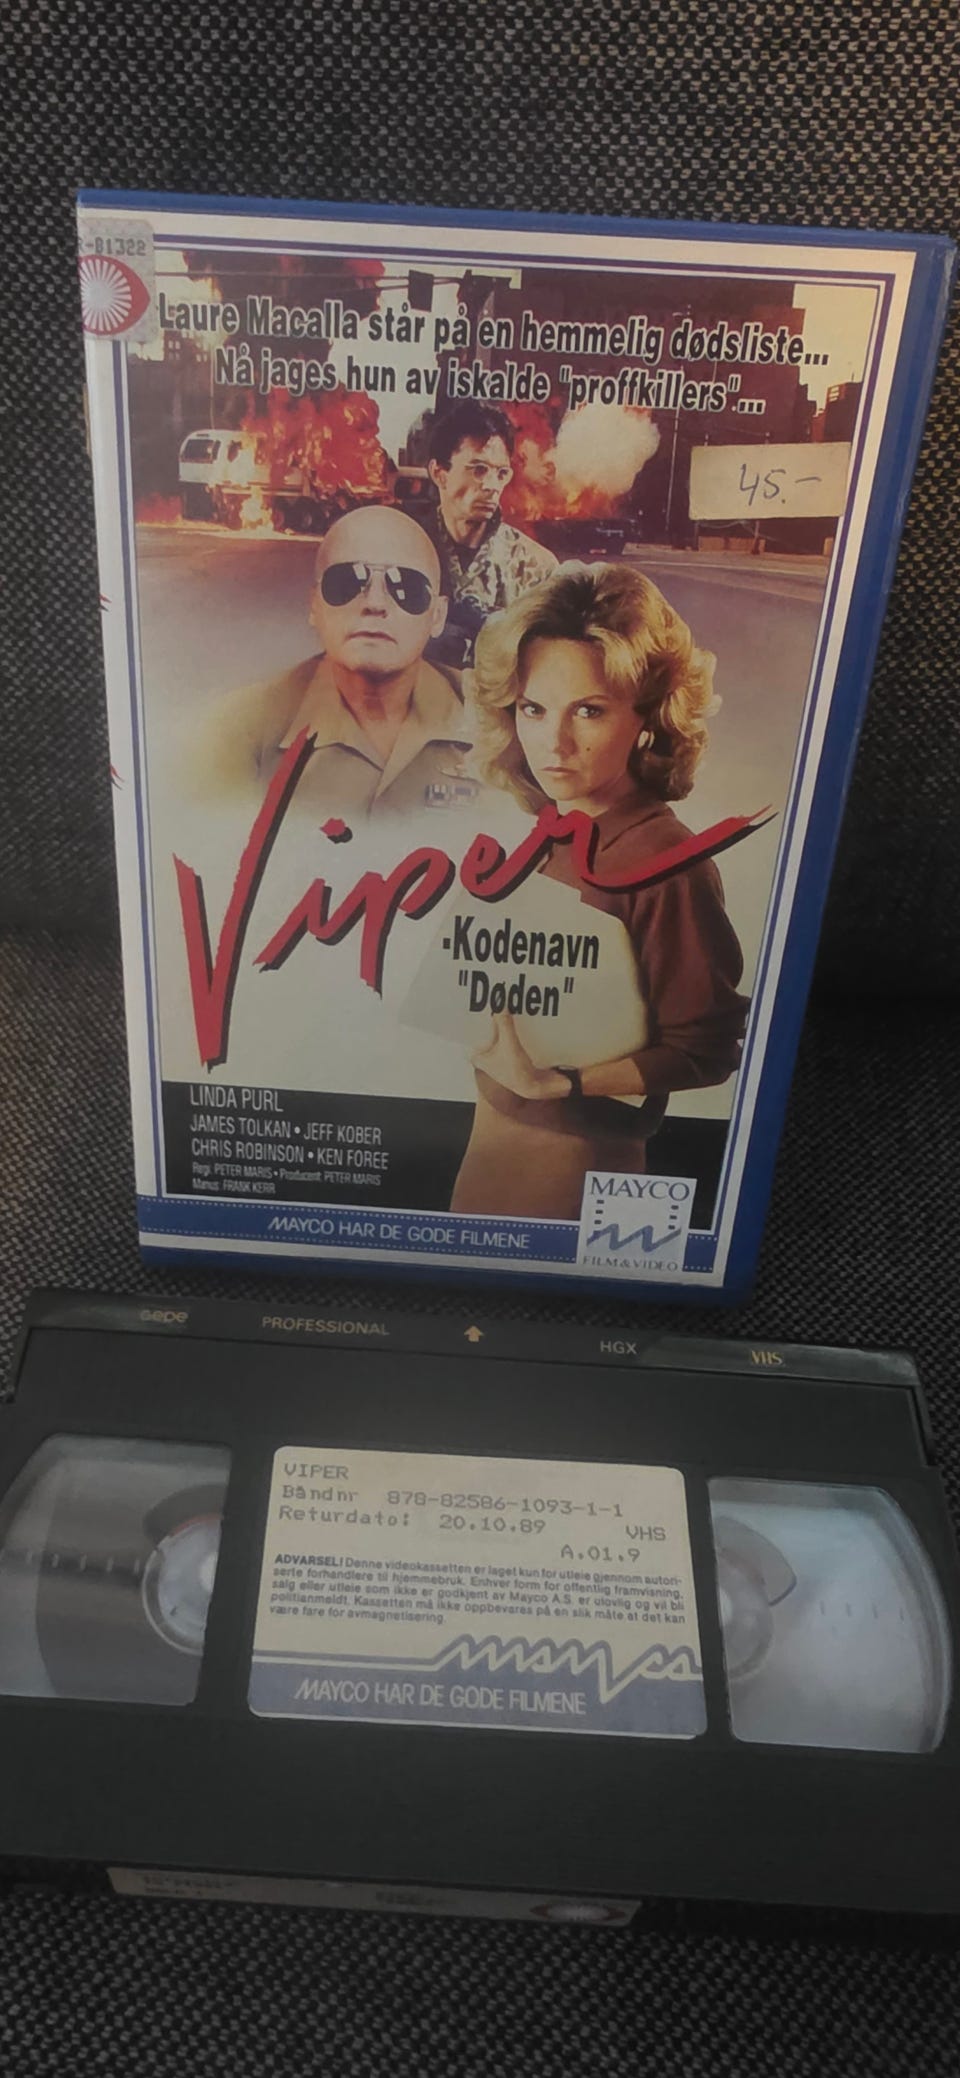 R-81322
Laure Macalla står på en hemmelig dødsliste...
Nå jages hun av iskalde "proffkillers"...
45.-
Viper
-Kodenavn
"Døden"
LINDA PURL
JAMES TOLKAN • JEFF KOBER
CHRIS ROBINSON • KEN FOREE
Regi: PETER MARIS • Producent: PETER MARIS
Manus: FRANK KERR
MAYCO HAR DE GODE FILMENE
MAYCO
FILM & VIDEO
Gepe PROFESSIONAL HGX VHS
VIPER
Båndnr 878-82586-1093-1-1
Returdato: 20.10.89 VHS
A.01.9
ADVARSEL! Denne videokassetten er laget kun for utleie gjennom autori-
serte forhandlere til hjemmebruk. Enhver form for offentlig framvisning,
salg eller utleie som ikke er godkjent av Mayco A.S. er ulovlig og vil bli
politianmeldt. Kassetten må ikke oppbevares på en slik måte at det kan
være fare for avmagnetisering.
mayco
MAYCO HAR DE GODE FILMENE